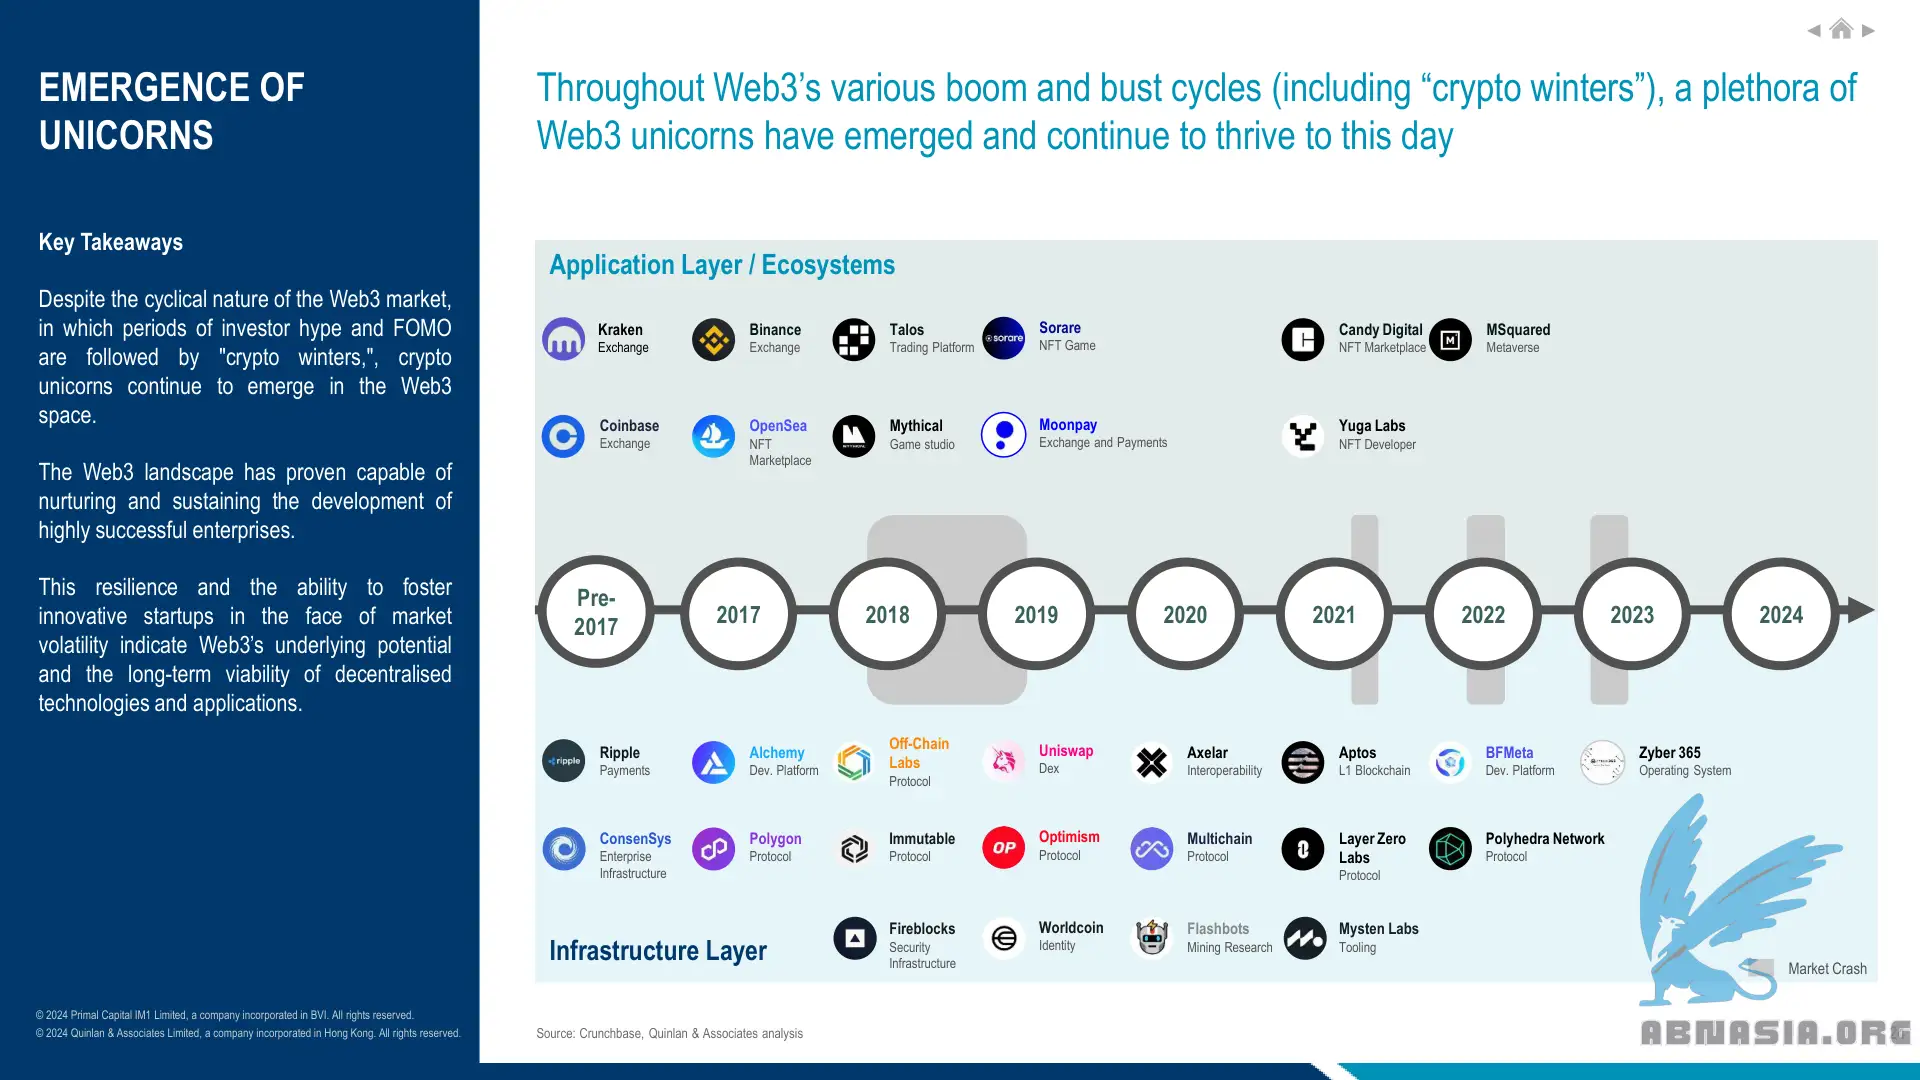 EMERGENCE OF
UNICORNS
Key Takeaways
Despite the cyclical nature of the Web3 market,
in which periods of investor hype and FOMO
are followed by "crypto winters,", crypto
unicorns continue to emerge in the Web3
space.
The Web3 landscape has proven capable of
nurturing and sustaining the development of
highly successful enterprises.
This resilience and the ability to foster
innovative startups in the face of market
volatility indicate Web3’s underlying potential
and the long-term viability of decentralised
technologies and applications.
© 2024 Primal Capital IM1 Limited, a company incorporated in BVI. All rights reserved.
© 2024 Quinlan & Associates Limited, a company incorporated in Hong Kong. All rights reserved.
Throughout Web3’s various boom and bust cycles (including “crypto winters”), a plethora of
Web3 unicorns have emerged and continue to thrive to this day
Application Layer / Ecosystems
Kraken
Exchange
Binance
Exchange
Talos
Trading Platform
sorare
Sorare
NFT Game
Candy Digital
NFT Marketplace
M
MSquared
Metaverse
Coinbase
Exchange
OpenSea
NFT
Marketplace
Mythical
Game studio
Moonpay
Exchange and Payments
Yuga Labs
NFT Developer
Pre-
2017
2017
2018
2019
2020
2021
2022
2023
2024
ripple
Ripple
Payments
Alchemy
Dev. Platform
Off-Chain
Labs
Protocol
Uniswap
Dex
Axelar
Interoperability
Aptos
L1 Blockchain
BFMeta
Dev. Platform
Zyber 365
Operating System
ConsenSys
Enterprise
Infrastructure
Polygon
Protocol
Immutable
Protocol
OP
Optimism
Protocol
Multichain
Protocol
Layer Zero
Labs
Protocol
Polyhedra Network
Protocol
Infrastructure Layer
Fireblocks
Security
Infrastructure
Worldcoin
Identity
Flashbots
Mining Research
Mysten Labs
Tooling
Market Crash
Source: Crunchbase, Quinlan & Associates analysis
ABNASIA.ORG